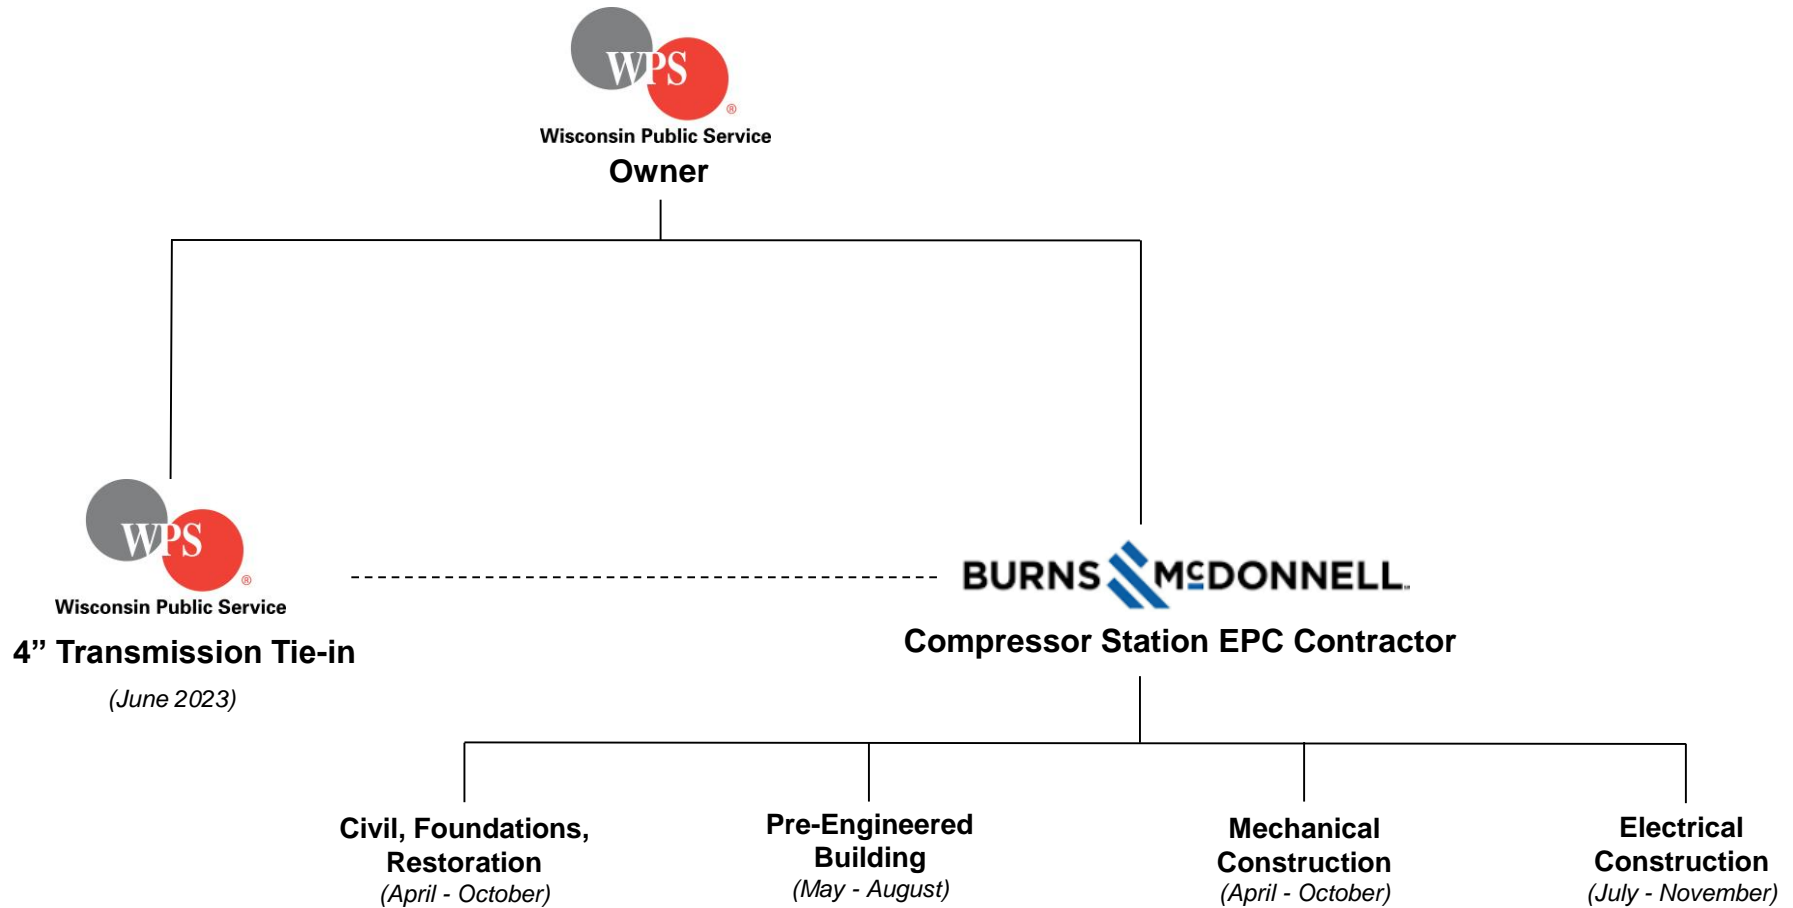 WPS
®
Wisconsin Public Service
Owner
WPS
®
Wisconsin Public Service
4” Transmission Tie-in
(June 2023)
BURNS MCDONNELL
Compressor Station EPC Contractor
Civil, Foundations,
Restoration
(April - October)
Pre-Engineered
Building
(May - August)
Mechanical
Construction
(April - October)
Electrical
Construction
(July - November)